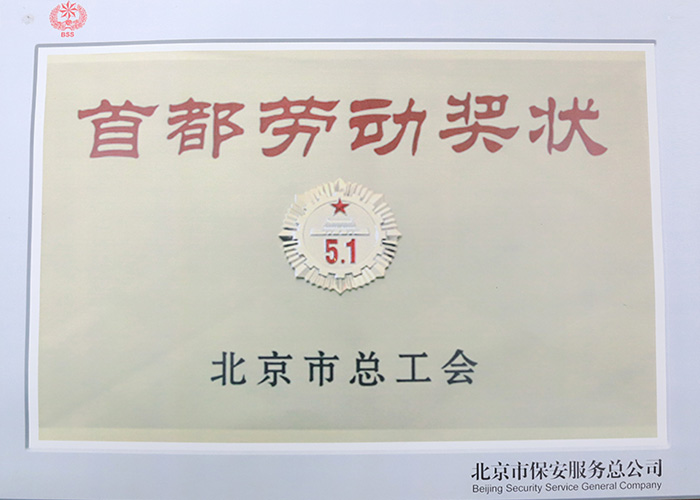 BSS
首都劳动奖状
5.1
北京市总工会
北京市保安服务总公司
Beijing Security Service General Company